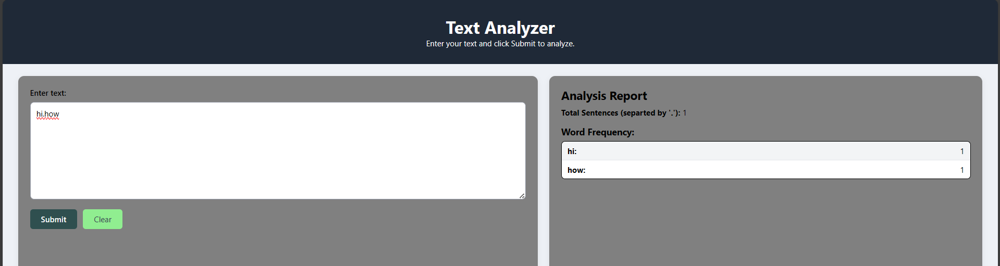 Text Analyzer
Enter your text and click Submit to analyze.
Enter text:
hi.how
Submit
Clear
Analysis Report
Total Sentences (separted by '.'): 1
Word Frequency:
hi: 1
how: 1